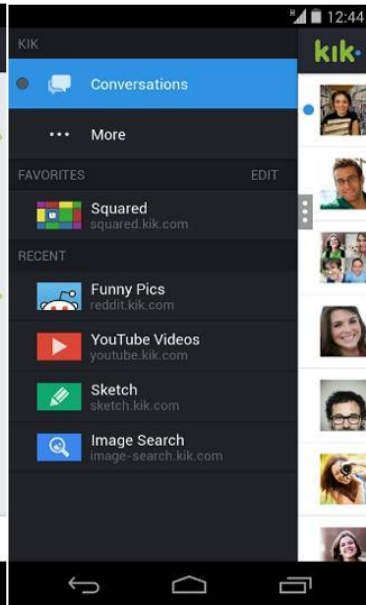 H 12:44
KIK
kik·
Conversations
More
FAVORITES EDIT
Squared
squared.kik.com
RECENT
Funny Pics
reddit.kik.com
YouTube Videos
youtube.kik.com
Sketch
sketch.kik.com
Image Search
image-search.kik.com